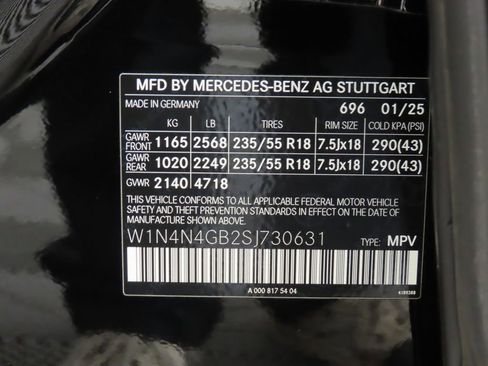 MFD BY MERCEDES-BENZ AG STUTTGART
MADE IN GERMANY 696 01/25
KG LB TIRES RIM SIZE COLD KPA (PSI)
GAWR FRONT 1165 2568 235/55 R18 7.5Jx18 290(43)
GAWR REAR 1020 2249 235/55 R18 7.5Jx18 290(43)
GVWR 2140 4718
THIS VEHICLE CONFORMS TO ALL APPLICABLE FEDERAL MOTOR VEHICLE
SAFETY, BUMPER, AND THEFT PREVENTION STANDARDS IN EFFECT ON
THE DATE OF MANUFACTURE SHOWN ABOVE.
W1N4N4GB2SJ730631 TYPE: MPV
A 000 817 54 04